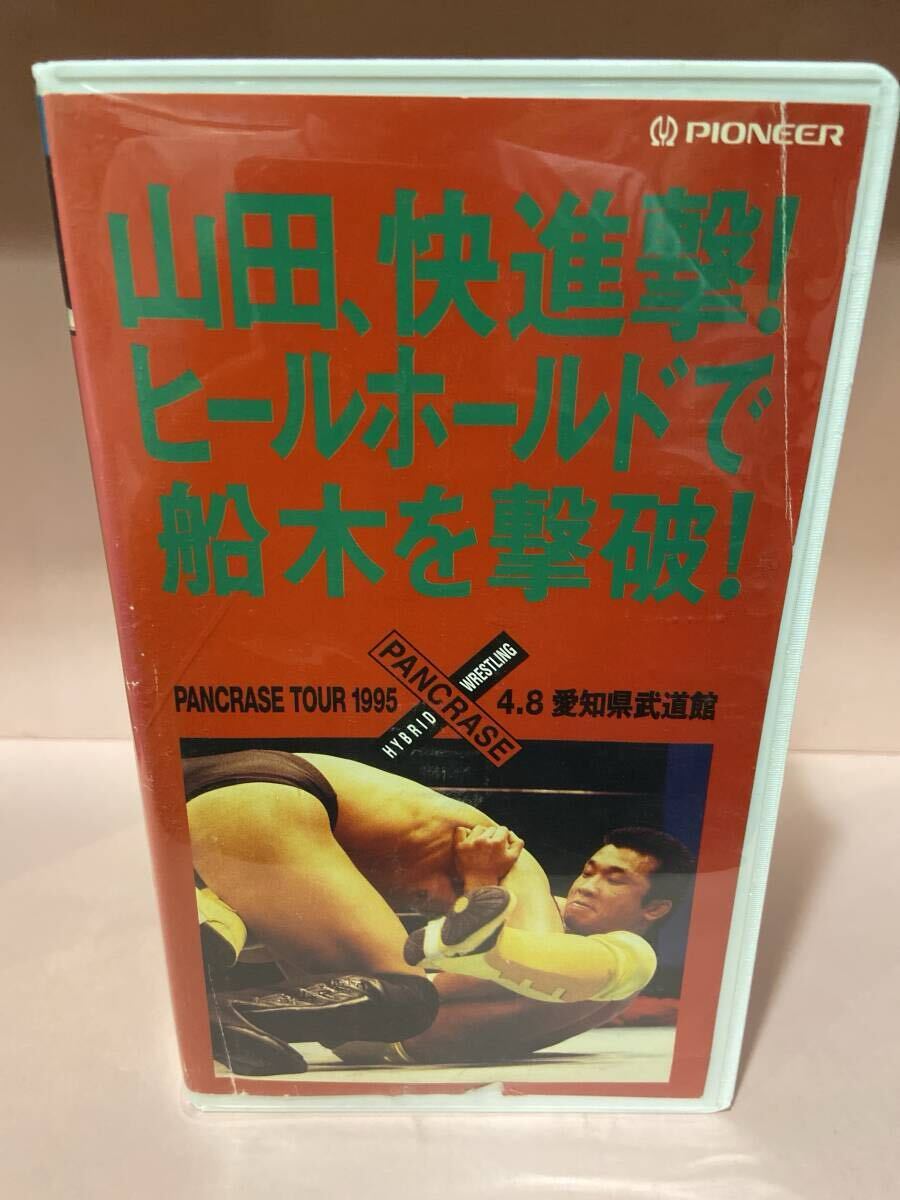 PIONEER
山田、快進撃!
ヒールホールドで
船木を撃破!
PANCRASE TOUR 1995
HYBRID WRESTLING
PANCRASE
4.8 愛知県武道館